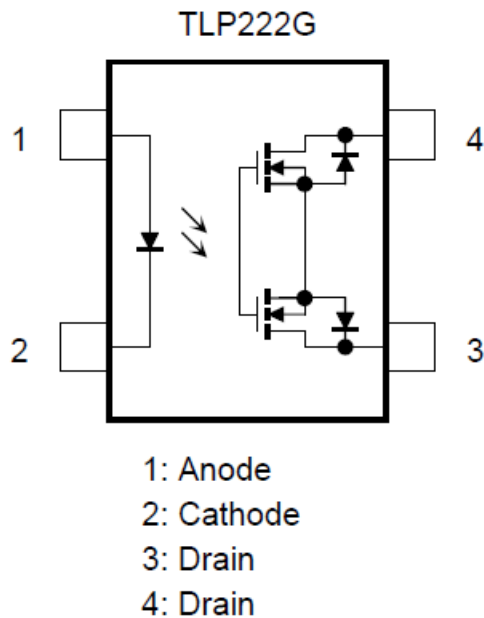 TLP222G
1
4
2
3
1: Anode
2: Cathode
3: Drain
4: Drain